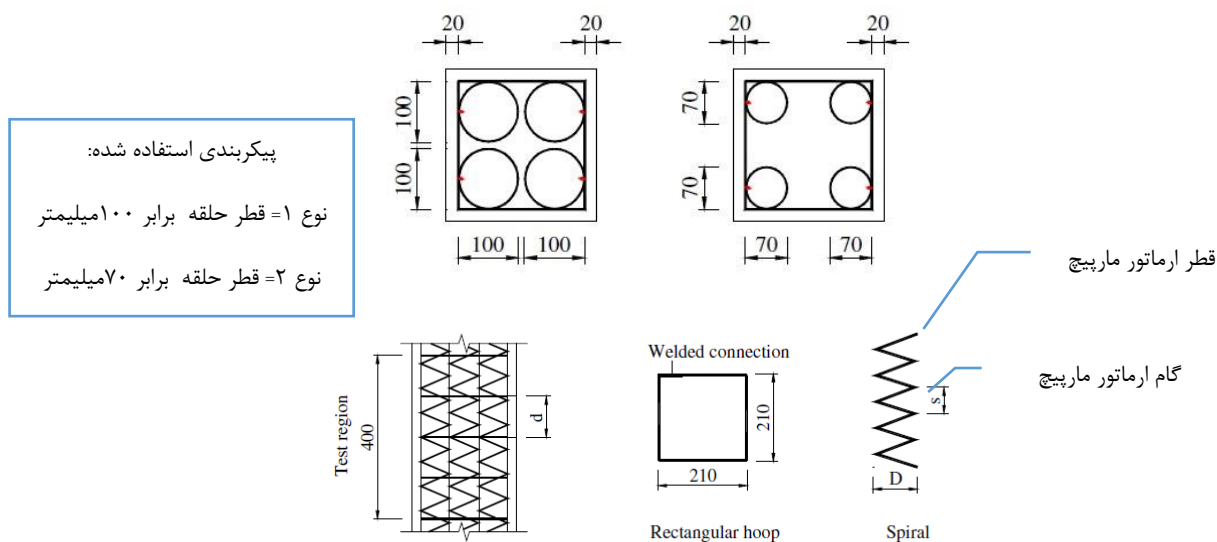 20
20
20
20
100
100
70
70
100
100
70
70
پیکربندی استفاده شده:
نوع ۱= قطر حلقه برابر ۱۰۰میلیمتر
نوع ۲= قطر حلقه برابر ۷۰میلیمتر
قطر ارماتور مارپیچ
گام ارماتور مارپیچ
Test region
400
d
Welded connection
210
210
Rectangular hoop
s
D
Spiral